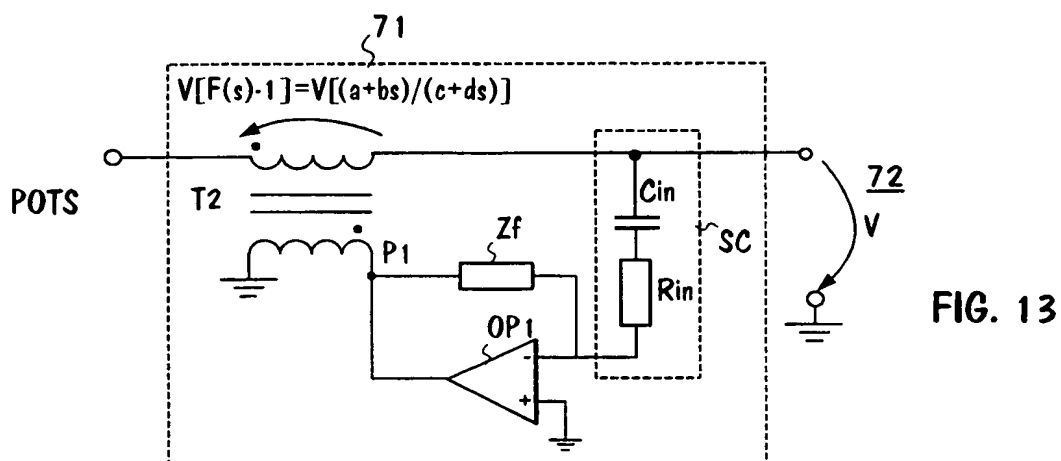 71
V[F(s)-1]=V[(a+bs)/(c+ds)]
POTS
T2
P1
Zf
OP1
-
+
Cin
Rin
SC
72
V
FIG. 13